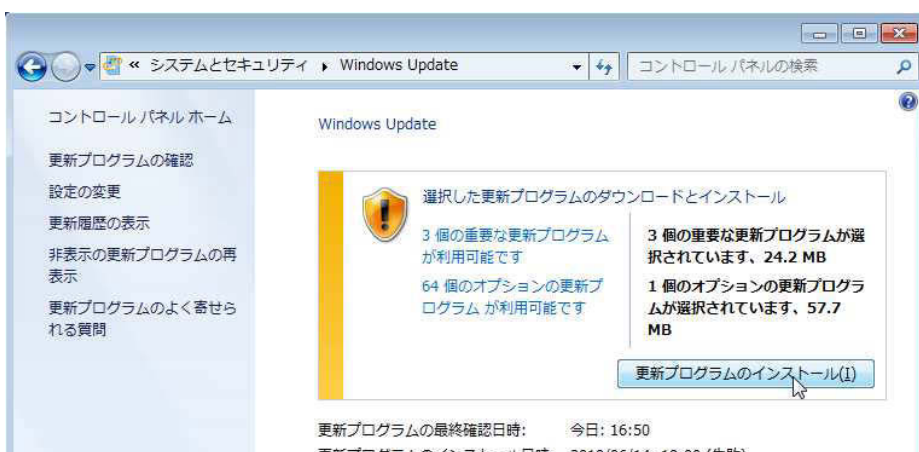 « システムとセキュリティ ▸ Windows Update
コントロール パネルの検索
コントロール パネル ホーム
更新プログラムの確認
設定の変更
更新履歴の表示
非表示の更新プログラムの再
表示
更新プログラムのよく寄せら
れる質問
Windows Update
選択した更新プログラムのダウンロードとインストール
3 個の重要な更新プログラム
が利用可能です
64 個のオプションの更新プ
ログラム が利用可能です
3 個の重要な更新プログラムが選
択されています、24.2 MB
1 個のオプションの更新プログラ
ムが選択されています、57.7
MB
更新プログラムのインストール(I)
更新プログラムの最終確認日時: 今日: 16:50